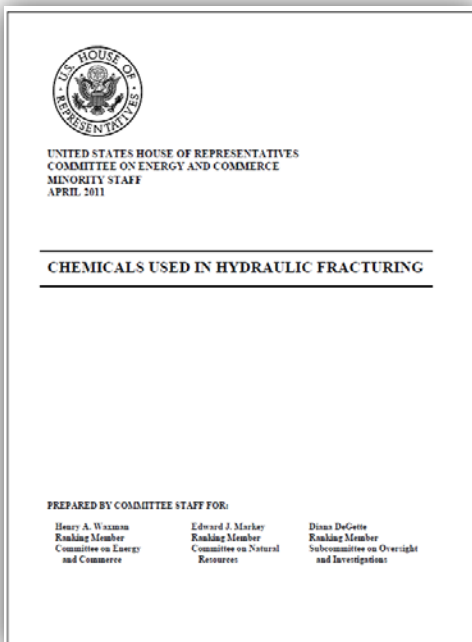 U.S. HOUSE OF REPRESENTATIVES
UNITED STATES HOUSE OF REPRESENTATIVES
COMMITTEE ON ENERGY AND COMMERCE
MINORITY STAFF
APRIL 2011
CHEMICALS USED IN HYDRAULIC FRACTURING
PREPARED BY COMMITTEE STAFF FOR:
Henry A. Waxman
Ranking Member
Committee on Energy
and Commerce
Edward J. Markey
Ranking Member
Committee on Natural
Resources
Diana DeGette
Ranking Member
Subcommittee on Oversight
and Investigations